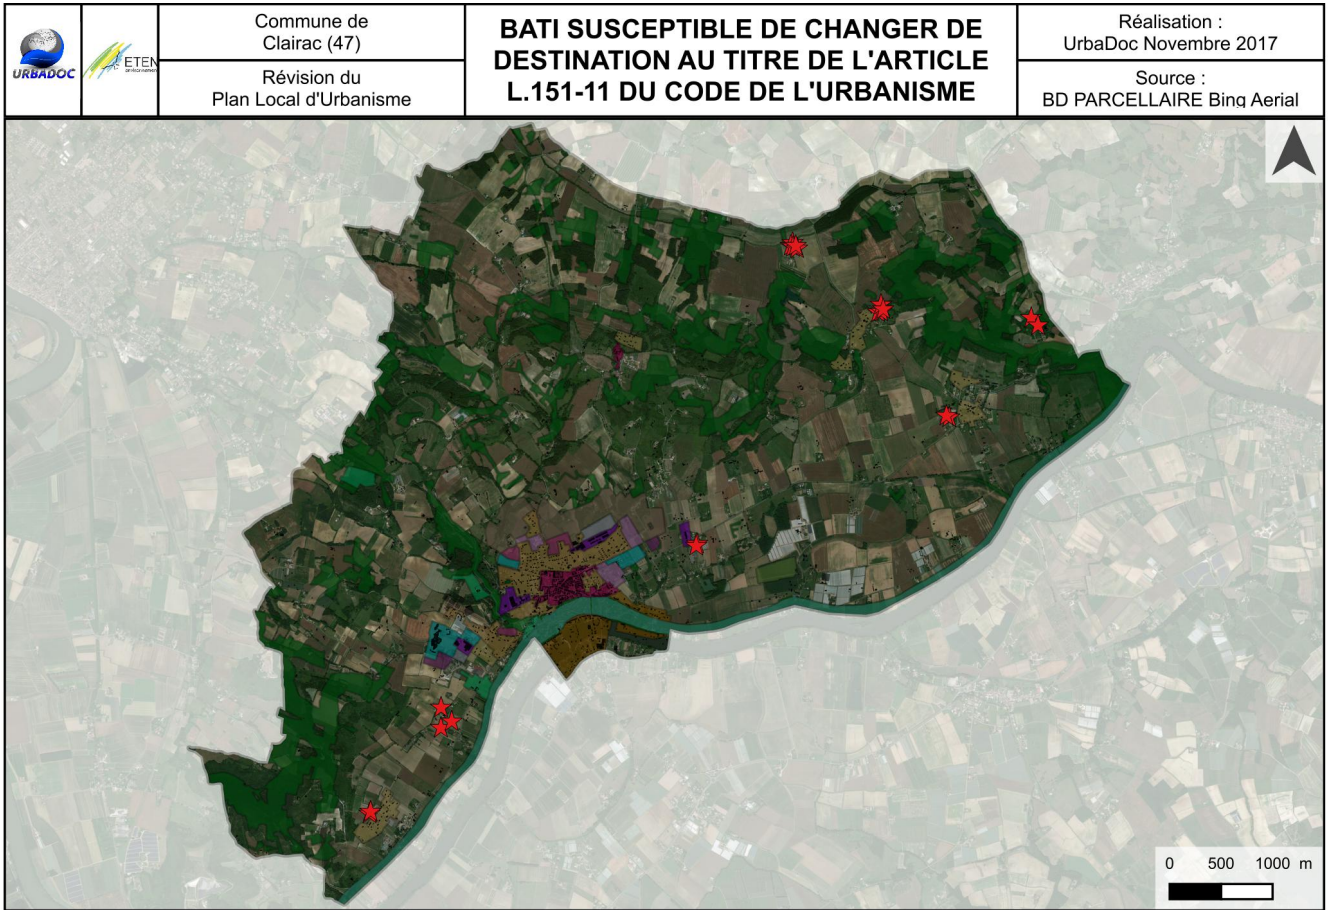 URBADOC
ETEN
Commune de
Clairac (47)
Révision du
Plan Local d'Urbanisme
BATI SUSCEPTIBLE DE CHANGER DE
DESTINATION AU TITRE DE L'ARTICLE
L.151-11 DU CODE DE L'URBANISME
Réalisation :
UrbaDoc Novembre 2017
Source :
BD PARCELLAIRE Bing Aerial
0 500 1000 m